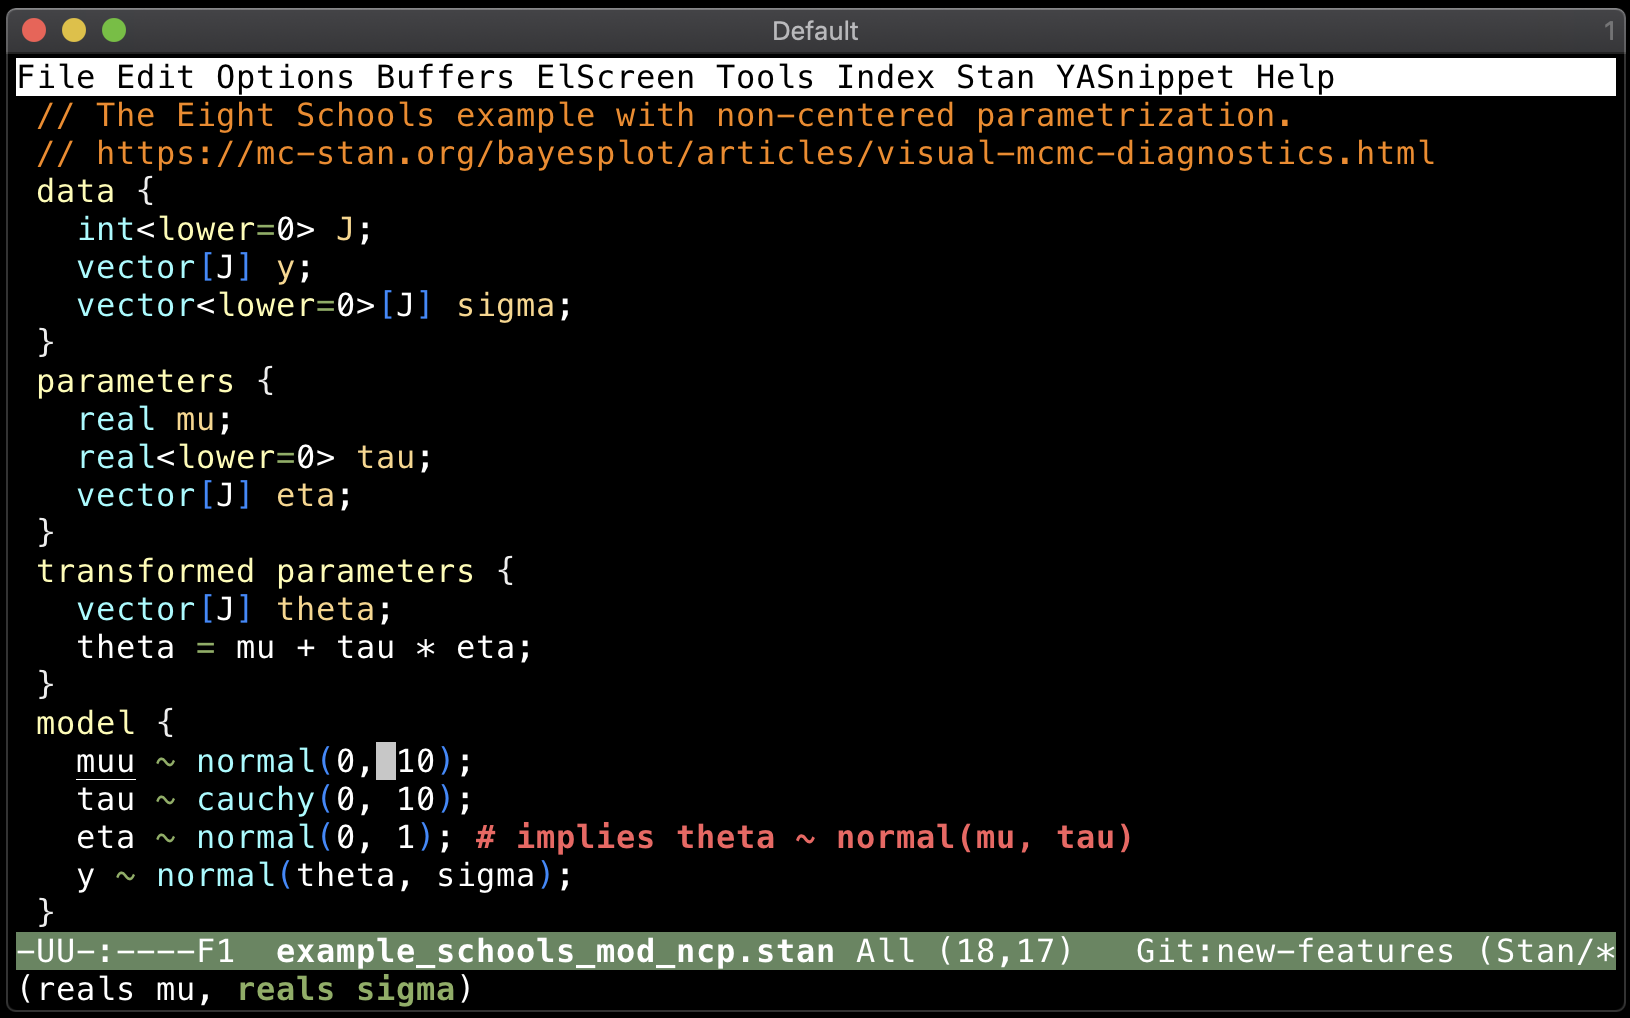 Default 1
File Edit Options Buffers ElScreen Tools Index Stan YASnippet Help
// The Eight Schools example with non-centered parametrization.
// https://mc-stan.org/bayesplot/articles/visual-mcmc-diagnostics.html
data {
  int<lower=0> J;
  vector[J] y;
  vector<lower=0>[J] sigma;
}
parameters {
  real mu;
  real<lower=0> tau;
  vector[J] eta;
}
transformed parameters {
  vector[J] theta;
  theta = mu + tau * eta;
}
model {
  muu ~ normal(0, 10);
  tau ~ cauchy(0, 10);
  eta ~ normal(0, 1); # implies theta ~ normal(mu, tau)
  y ~ normal(theta, sigma);
}
-UU-:----F1  example_schools_mod_ncp.stan All (18,17)   Git:new-features (Stan/*
(reals mu, reals sigma)